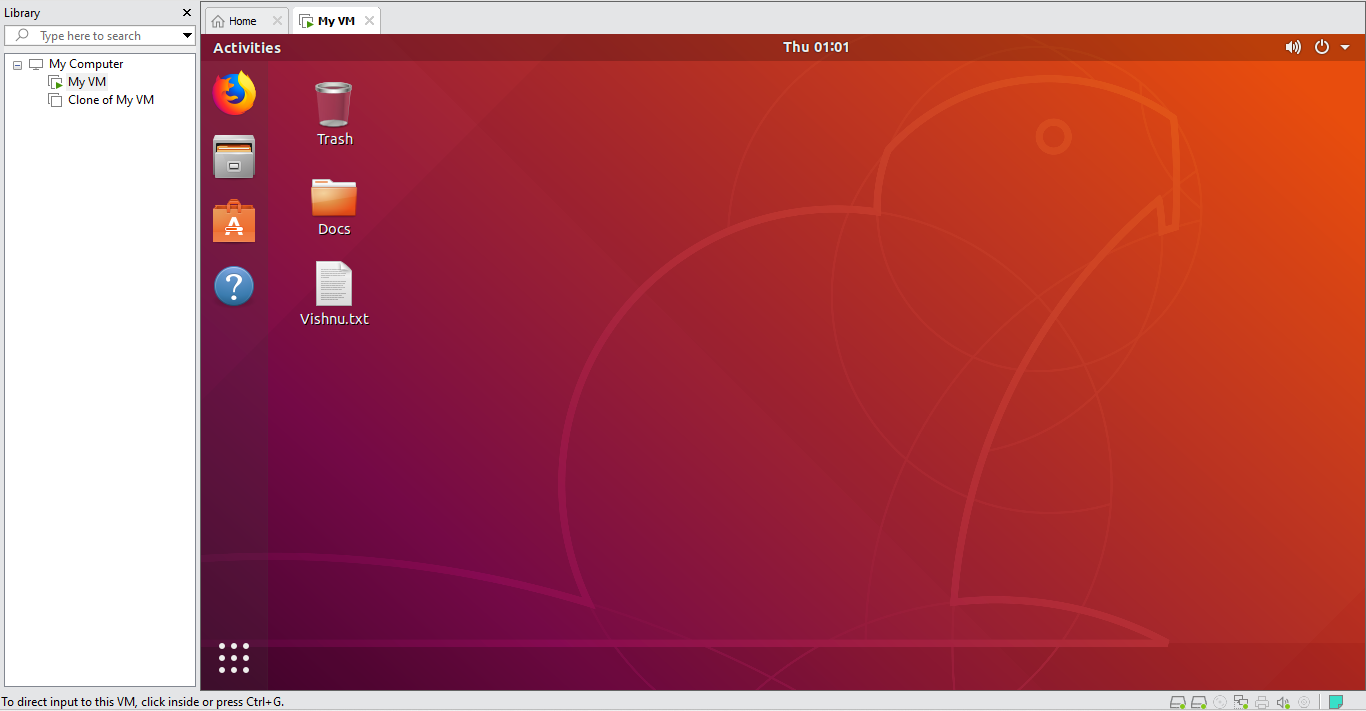 Library
Type here to search
My Computer
My VM
Clone of My VM
Home
My VM
Activities
Thu 01:01
Trash
Docs
Vishnu.txt
To direct input to this VM, click inside or press Ctrl+G.